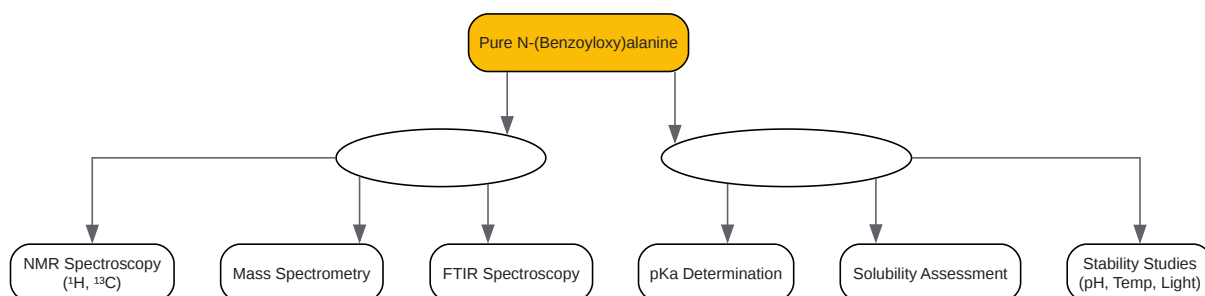 Pure N-(Benzoyloxy)alanine
NMR Spectroscopy
(¹H, ¹³C)
Mass Spectrometry
FTIR Spectroscopy
pKa Determination
Solubility Assessment
Stability Studies
(pH, Temp, Light)